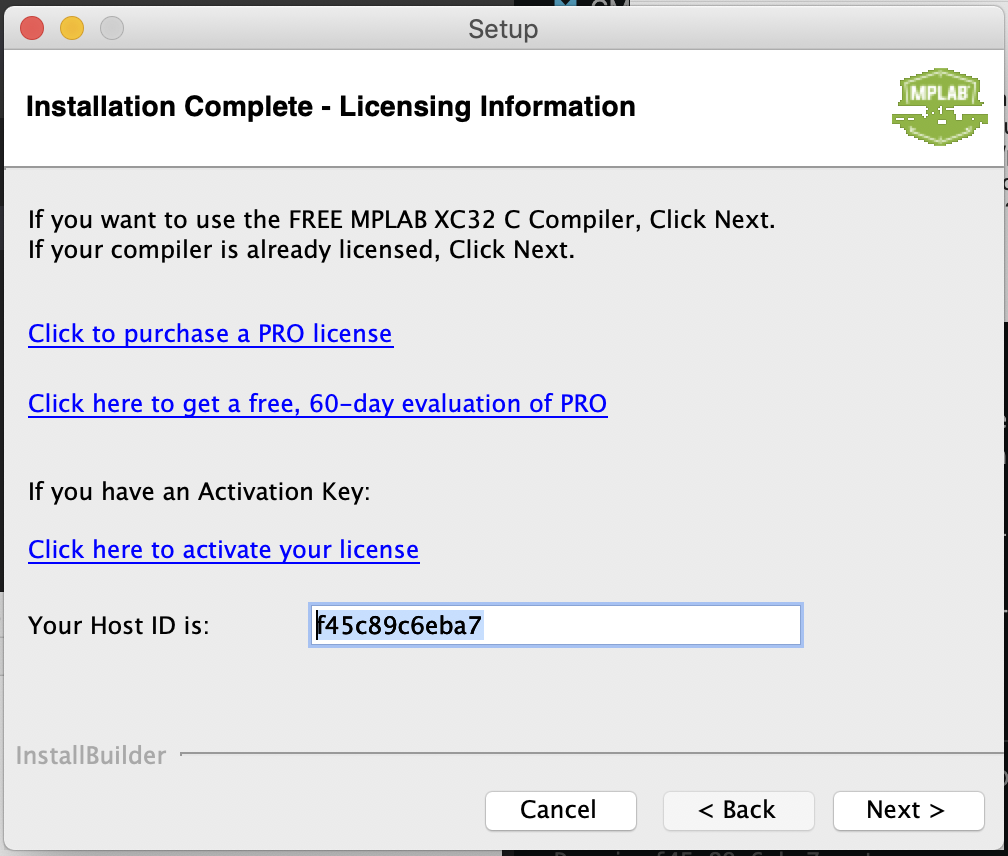 Setup
Installation Complete - Licensing Information
MPLAB
If you want to use the FREE MPLAB XC32 C Compiler, Click Next.
If your compiler is already licensed, Click Next.
Click to purchase a PRO license
Click here to get a free, 60-day evaluation of PRO
If you have an Activation Key:
Click here to activate your license
Your Host ID is:
f45c89c6eba7
InstallBuilder
Cancel
< Back
Next >